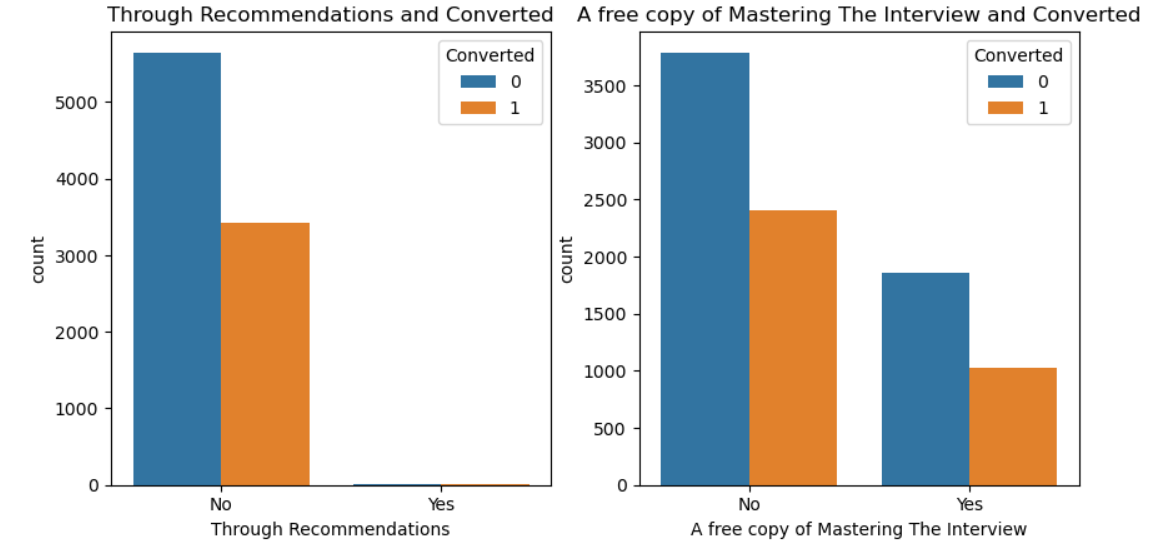 Through Recommendations and Converted
Converted
0
1
5000
4000
3000
2000
1000
0
count
No
Yes
Through Recommendations
A free copy of Mastering The Interview and Converted
Converted
0
1
3500
3000
2500
2000
1500
1000
500
0
count
No
Yes
A free copy of Mastering The Interview